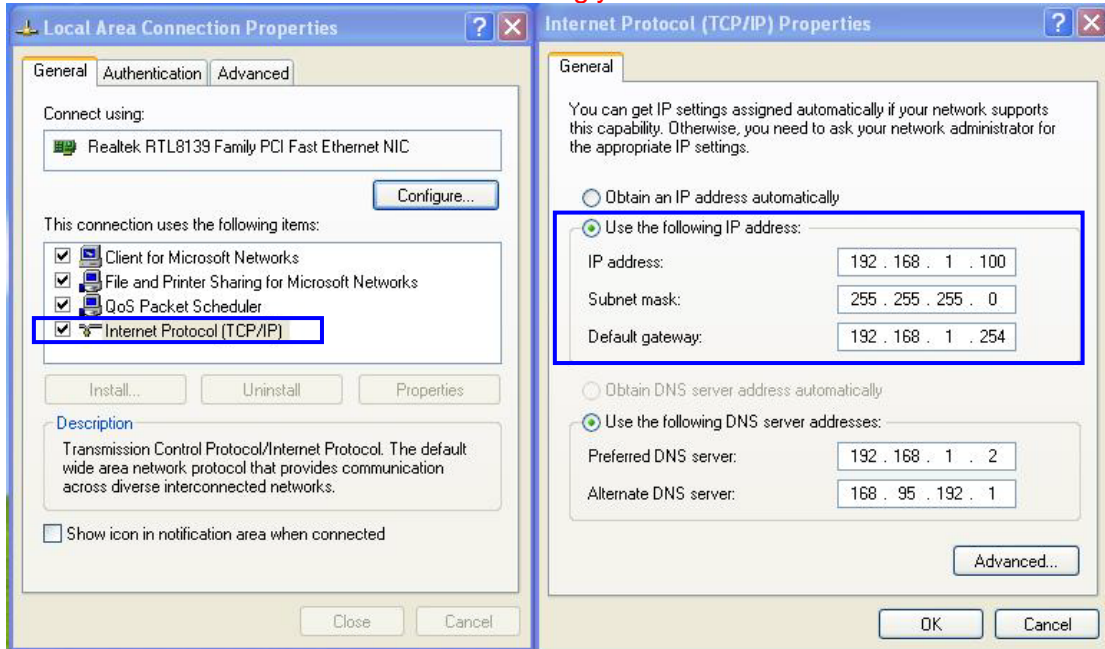 Local Area Connection Properties
General Authentication Advanced
Connect using:
Realtek RTL8139 Family PCI Fast Ethernet NIC
Configure...
This connection uses the following items:
Client for Microsoft Networks
File and Printer Sharing for Microsoft Networks
QoS Packet Scheduler
Internet Protocol (TCP/IP)
Install... Uninstall Properties
Description
Transmission Control Protocol/Internet Protocol. The default
wide area network protocol that provides communication
across diverse interconnected networks.
Show icon in notification area when connected
Close Cancel
Internet Protocol (TCP/IP) Properties
General
You can get IP settings assigned automatically if your network supports
this capability. Otherwise, you need to ask your network administrator for
the appropriate IP settings.
Obtain an IP address automatically
Use the following IP address:
IP address: 192 . 168 . 1 . 100
Subnet mask: 255 . 255 . 255 . 0
Default gateway: 192 . 168 . 1 . 254
Obtain DNS server address automatically
Use the following DNS server addresses:
Preferred DNS server: 192 . 168 . 1 . 2
Alternate DNS server: 168 . 95 . 192 . 1
Advanced...
OK Cancel